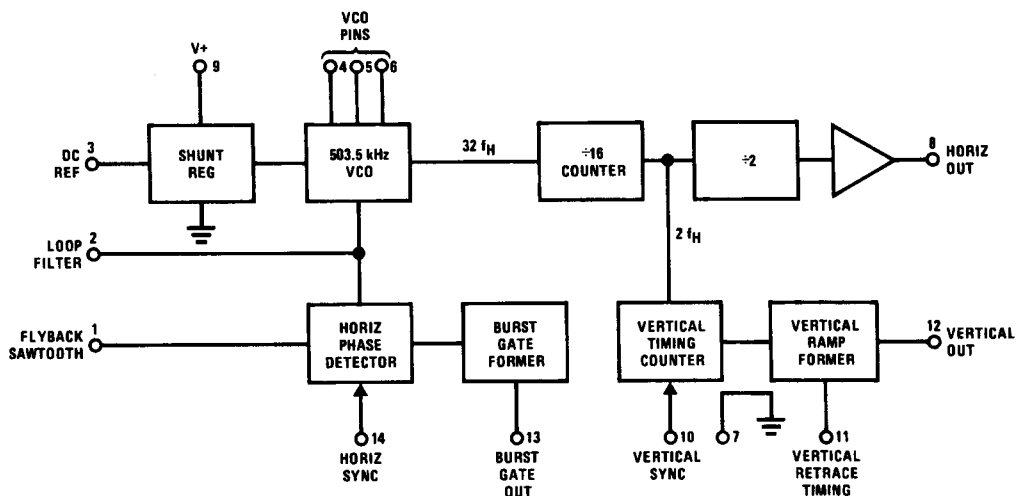 VCO
PINS
V+
9
4
5
6
3
DC
REF
SHUNT
REG
503.5 kHz
VCO
32 fH
÷16
COUNTER
÷2
8
HORIZ
OUT
2
LOOP
FILTER
2 fH
1
FLYBACK
SAWTOOTH
HORIZ
PHASE
DETECTOR
BURST
GATE
FORMER
VERTICAL
TIMING
COUNTER
VERTICAL
RAMP
FORMER
12
VERTICAL
OUT
14
HORIZ
SYNC
13
BURST
GATE
OUT
10
VERTICAL
SYNC
7
11
VERTICAL
RETRACE
TIMING